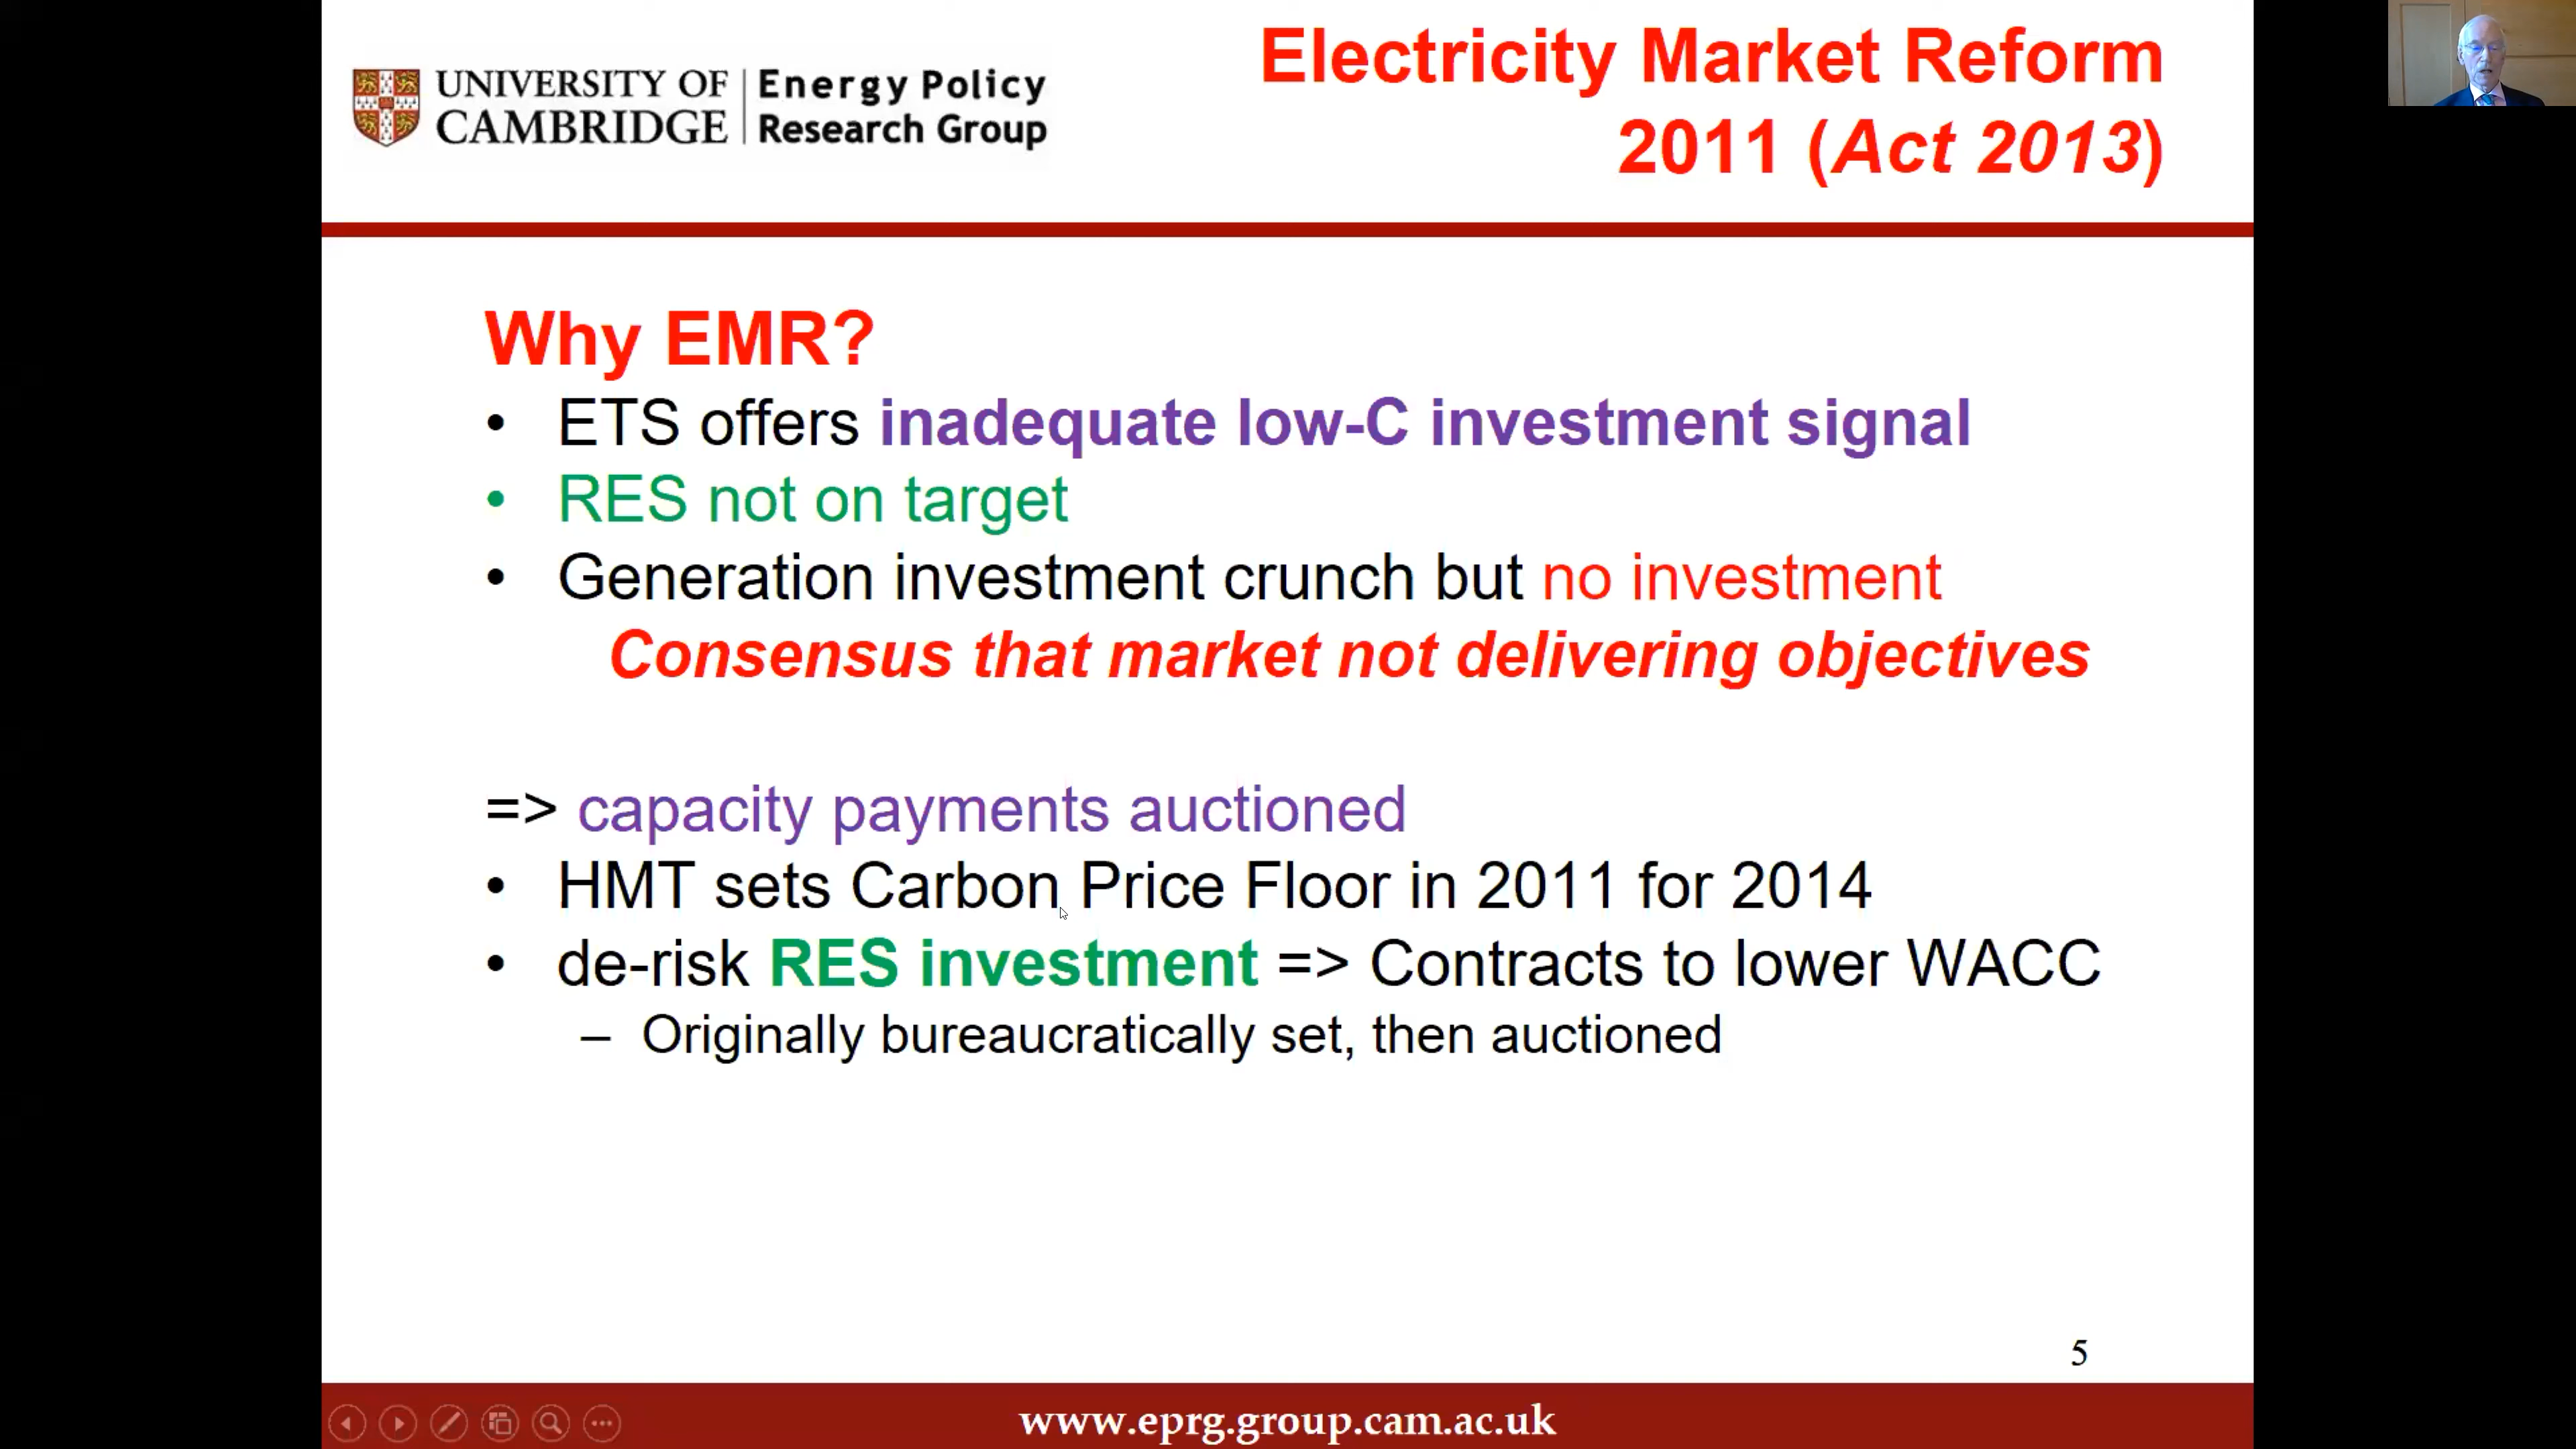 UNIVERSITY OF CAMBRIDGE
Energy Policy Research Group
Electricity Market Reform
2011 (Act 2013)
Why EMR?
• ETS offers inadequate low-C investment signal
• RES not on target
• Generation investment crunch but no investment
Consensus that market not delivering objectives
=> capacity payments auctioned
• HMT sets Carbon Price Floor in 2011 for 2014
• de-risk RES investment => Contracts to lower WACC
– Originally bureaucratically set, then auctioned
5
www.eprg.group.cam.ac.uk